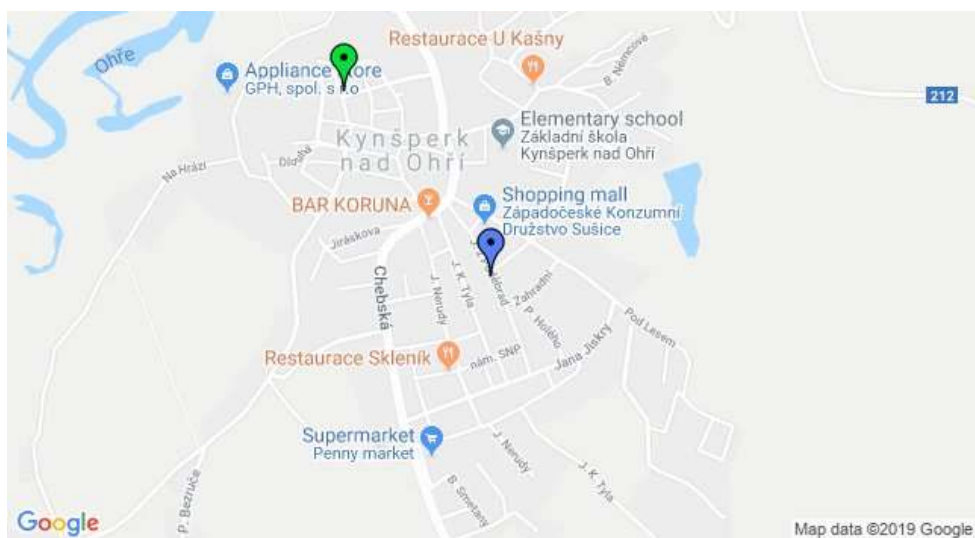 Ohře
Restaurace U Kašny
B. Němcové
Appliance store
GPH, spol. s r.o
212
Elementary school
Základní škola
Kynšperk nad Ohří
Kynšperk
nad Ohří
Dlouhá
Na Hrázi
Shopping mall
Západočeské Konzumní
Družstvo Sušice
BAR KORUNA
Jiráskova
Chebská
J. Nerudy
J. K. Tyla
Zahradní
P. Holého
Pod Lesem
Jana Jiskry
nám. SNP
Restaurace Skleník
Supermarket
Penny market
J. Nerudy
J. K. Tyla
B. Smetany
P. Bezruče
Google
Map data ©2019 Google